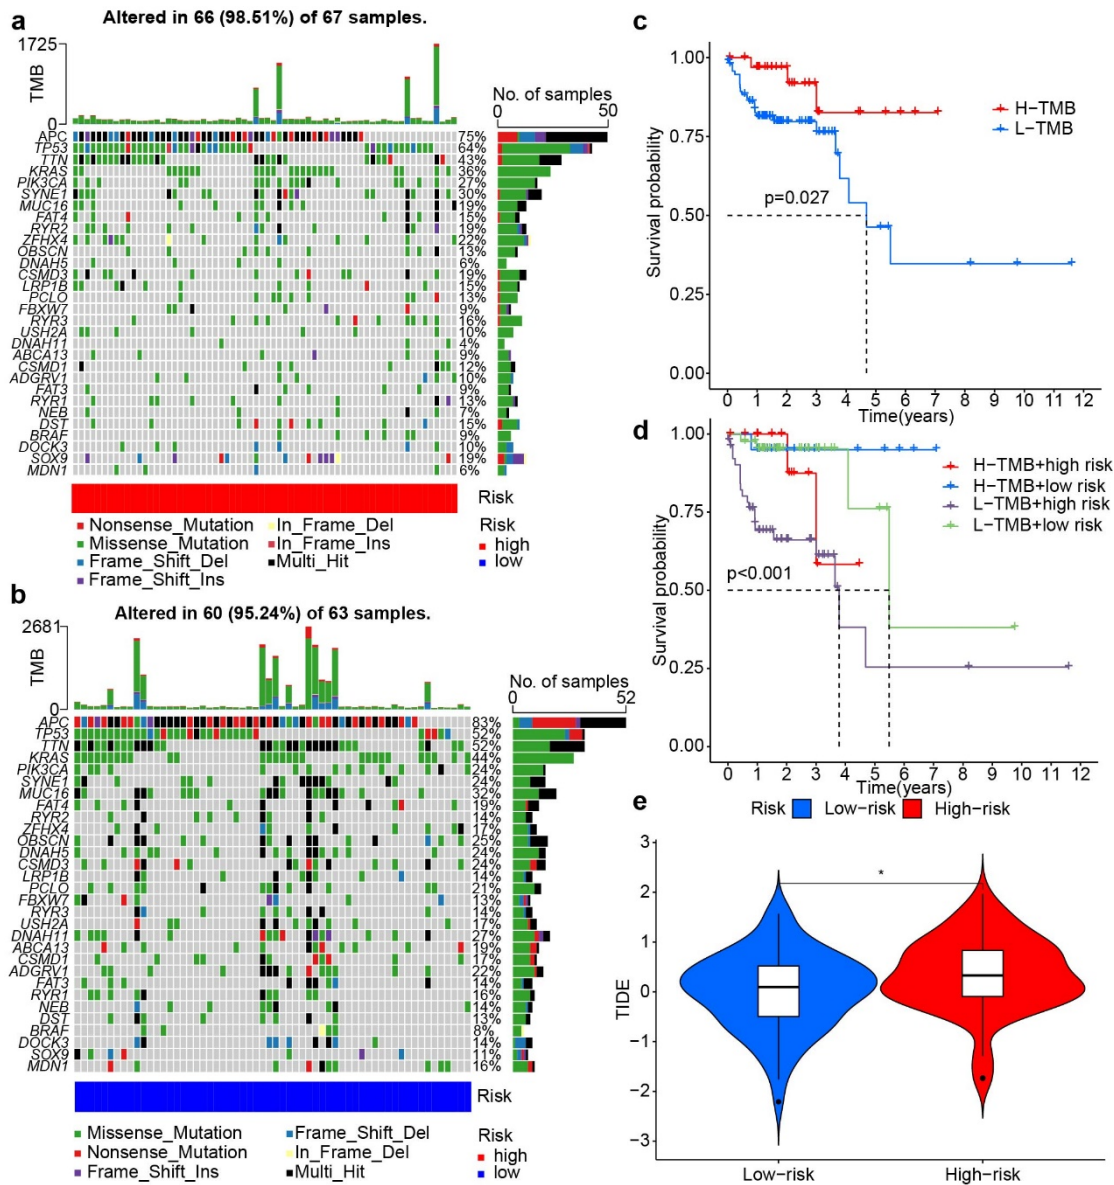 a
Altered in 66 (98.51%) of 67 samples.
1725
TMB
0
No. of samples
0 50
APC 75%
TP53 64%
TTN 43%
KRAS 36%
PIK3CA 27%
SYNE1 30%
MUC16 19%
FAT4 15%
RYR2 19%
ZFHX4 22%
OBSCN 13%
DNAH5 6%
CSMD3 19%
LRP1B 15%
PCLO 13%
FBXW7 9%
RYR3 16%
USH2A 10%
DNAH11 4%
ABCA13 9%
CSMD1 12%
ADGRV1 10%
FAT3 9%
RYR1 13%
NEB 7%
DST 15%
BRAF 9%
DOCK3 10%
SOX9 19%
MDN1 6%
Risk
Nonsense_Mutation In_Frame_Del
Missense_Mutation In_Frame_Ins
Frame_Shift_Del Multi_Hit
Frame_Shift_Ins
Risk
high
low
b
Altered in 60 (95.24%) of 63 samples.
2681
TMB
0
No. of samples
0 52
APC 83%
TP53 52%
TTN 52%
KRAS 44%
PIK3CA 24%
SYNE1 24%
MUC16 32%
FAT4 19%
RYR2 14%
ZFHX4 17%
OBSCN 25%
DNAH5 24%
CSMD3 24%
LRP1B 14%
PCLO 21%
FBXW7 13%
RYR3 14%
USH2A 17%
DNAH11 27%
ABCA13 19%
CSMD1 17%
ADGRV1 22%
FAT3 14%
RYR1 16%
NEB 14%
DST 13%
BRAF 8%
DOCK3 14%
SOX9 11%
MDN1 16%
Risk
Missense_Mutation Frame_Shift_Del
Nonsense_Mutation In_Frame_Del
Frame_Shift_Ins Multi_Hit
Risk
high
low
c
Survival probability
1.00
0.75
0.50
0.25
0.00
H−TMB
L−TMB
p=0.027
0 1 2 3 4 5 6 7 8 9 10 11 12
Time(years)
d
Survival probability
1.00
0.75
0.50
0.25
0.00
H−TMB+high risk
H−TMB+low risk
L−TMB+high risk
L−TMB+low risk
p<0.001
0 1 2 3 4 5 6 7 8 9 10 11 12
Time(years)
e
Risk Low−risk High−risk
TIDE
3
2
1
0
−1
−2
−3
*
Low−risk High−risk